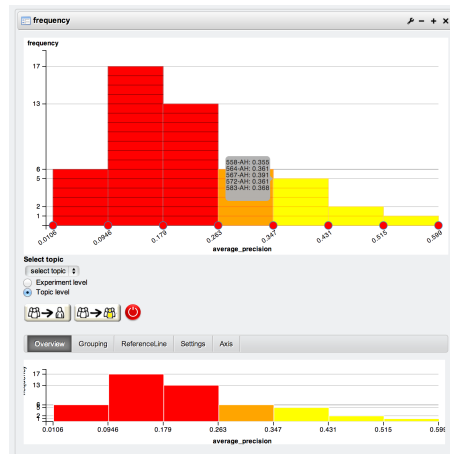 frequency
frequency
17
13
6
5
2
1
558-AH: 0.355
564-AH: 0.361
567-AH: 0.391
572-AH: 0.361
583-AH: 0.368
0.0106 0.0946 0.179 0.263 0.347 0.431 0.515 0.599
average_precision
Select topic
select topic
Experiment level
Topic level
Overview Grouping ReferenceLine Settings Axis
frequency
17
13
6
5
2
1
0.0106 0.0946 0.179 0.263 0.347 0.431 0.515 0.599
average_precision